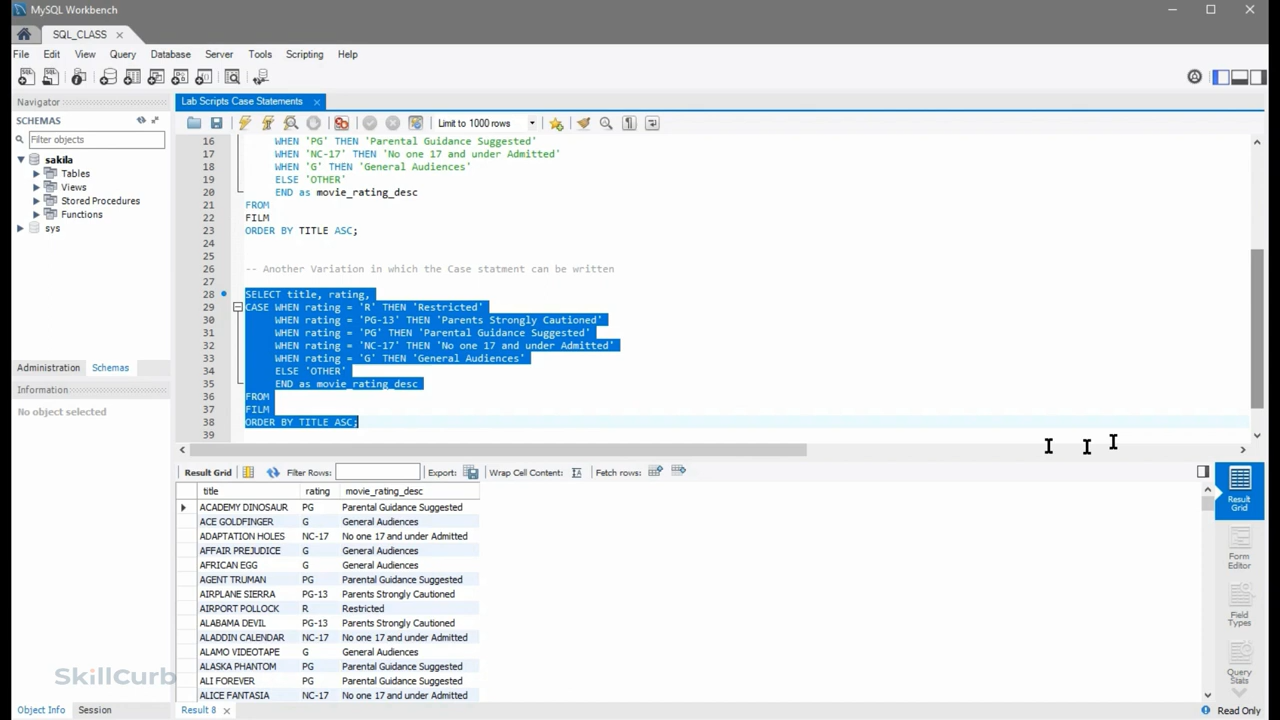 MySQL Workbench
SQL_CLASS
File Edit View Query Database Server Tools Scripting Help
Navigator
SCHEMAS
Filter objects
sakila
Tables
Views
Stored Procedures
Functions
sys
Administration Schemas
Information
No object selected
Object Info Session
Lab Scripts Case Statements
Limit to 1000 rows
16 WHEN 'PG' THEN 'Parental Guidance Suggested'
17 WHEN 'NC-17' THEN 'No one 17 and under Admitted'
18 WHEN 'G' THEN 'General Audiences'
19 ELSE 'OTHER'
20 END as movie_rating_desc
21 FROM
22 FILM
23 ORDER BY TITLE ASC;
24
25
26 -- Another Variation in which the Case statment can be written
27
28 SELECT title, rating,
29 CASE WHEN rating = 'R' THEN 'Restricted'
30 WHEN rating = 'PG-13' THEN 'Parents Strongly Cautioned'
31 WHEN rating = 'PG' THEN 'Parental Guidance Suggested'
32 WHEN rating = 'NC-17' THEN 'No one 17 and under Admitted'
33 WHEN rating = 'G' THEN 'General Audiences'
34 ELSE 'OTHER'
35 END as movie_rating_desc
36 FROM
37 FILM
38 ORDER BY TITLE ASC;
39
Result Grid Filter Rows: Export: Wrap Cell Content: Fetch rows:
title rating movie_rating_desc
ACADEMY DINOSAUR PG Parental Guidance Suggested
ACE GOLDFINGER G General Audiences
ADAPTATION HOLES NC-17 No one 17 and under Admitted
AFFAIR PREJUDICE G General Audiences
AFRICAN EGG G General Audiences
AGENT TRUMAN PG Parental Guidance Suggested
AIRPLANE SIERRA PG-13 Parents Strongly Cautioned
AIRPORT POLLOCK R Restricted
ALABAMA DEVIL PG-13 Parents Strongly Cautioned
ALADDIN CALENDAR NC-17 No one 17 and under Admitted
ALAMO VIDEOTAPE G General Audiences
ALASKA PHANTOM PG Parental Guidance Suggested
ALI FOREVER PG Parental Guidance Suggested
ALICE FANTASIA NC-17 No one 17 and under Admitted
Result 8
Result
Grid
Form
Editor
Field
Types
Query
Stats
Read Only
SkillCurb